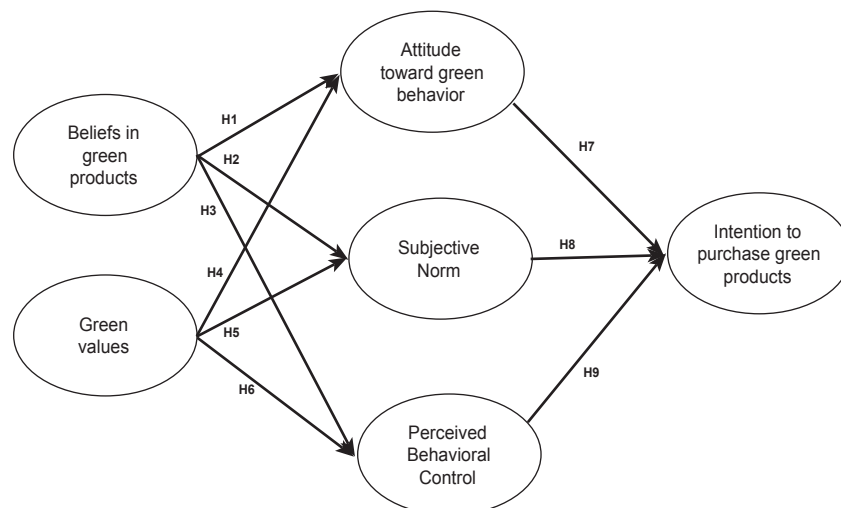 Attitude
toward green
behavior
H1
H7
Beliefs in
green
products
H2
H3
Subjective
Norm
H8
Intention to
purchase green
products
H4
Green
values
H5
H6
H9
Perceived
Behavioral
Control